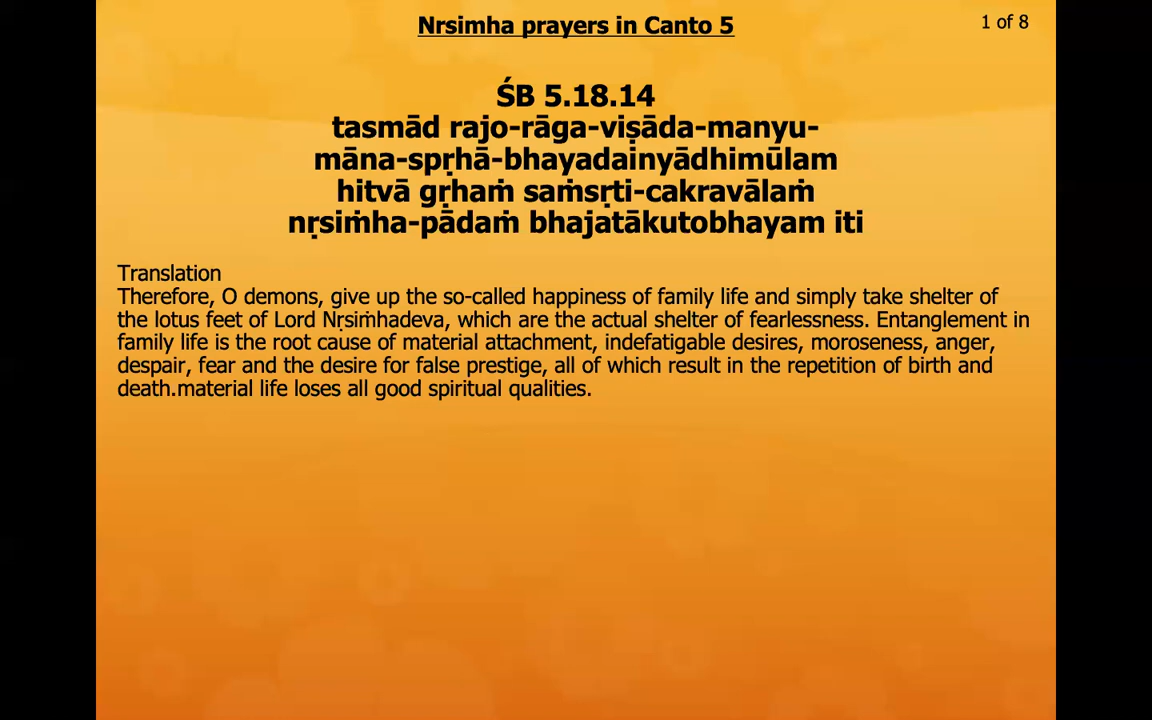 Nrsimha prayers in Canto 5
1 of 8
ŚB 5.18.14
tasmād rajo-rāga-viṣāda-manyu-
māna-spṛhā-bhayadainyādhimūlam
hitvā gṛhaṁ saṁsṛti-cakravālaṁ
nṛsiṁha-pādaṁ bhajatākutobhayam iti
Translation
Therefore, O demons, give up the so-called happiness of family life and simply take shelter of
the lotus feet of Lord Nṛsiṁhadeva, which are the actual shelter of fearlessness. Entanglement in
family life is the root cause of material attachment, indefatigable desires, moroseness, anger,
despair, fear and the desire for false prestige, all of which result in the repetition of birth and
death.material life loses all good spiritual qualities.